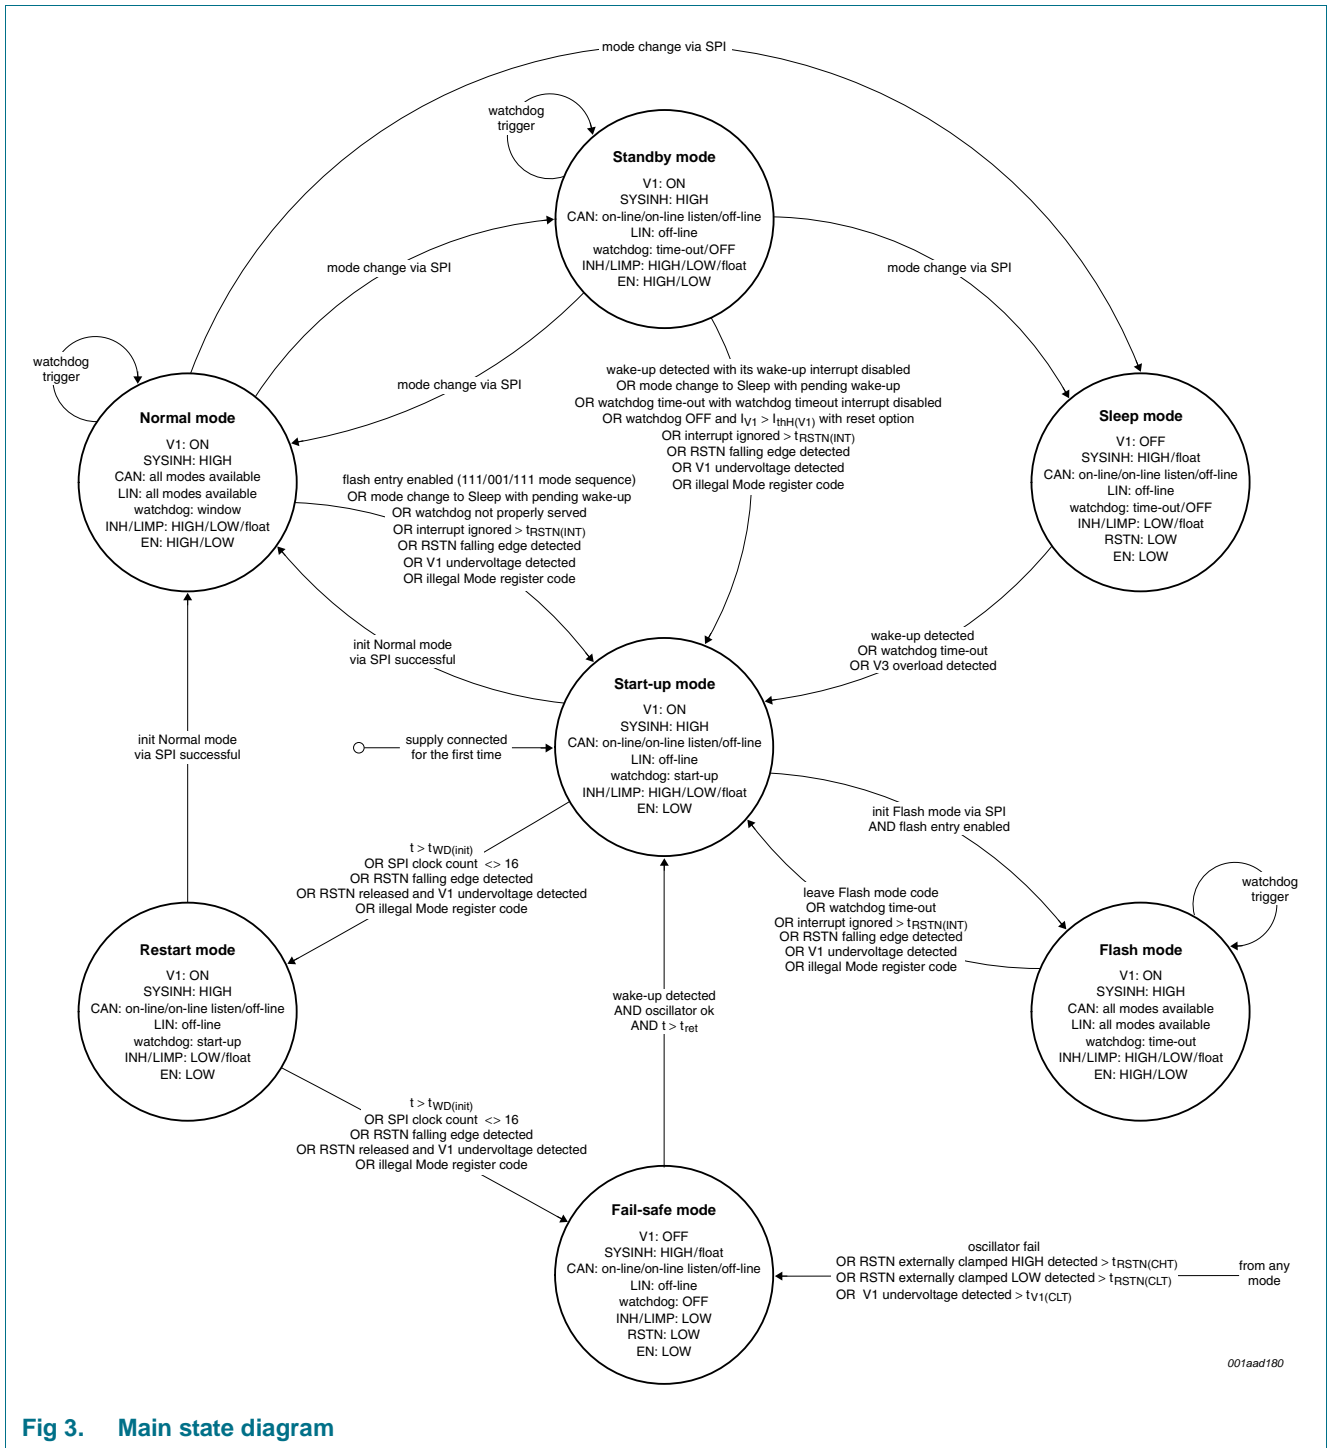 mode change via SPI
watchdog
trigger
Standby mode
V1: ON
SYSINH: HIGH
CAN: on-line/on-line listen/off-line
LIN: off-line
watchdog: time-out/OFF
INH/LIMP: HIGH/LOW/float
EN: HIGH/LOW
mode change via SPI
mode change via SPI
mode change via SPI
watchdog
trigger
Normal mode
V1: ON
SYSINH: HIGH
CAN: all modes available
LIN: all modes available
watchdog: window
INH/LIMP: HIGH/LOW/float
EN: HIGH/LOW
wake-up detected with its wake-up interrupt disabled
OR mode change to Sleep with pending wake-up
OR watchdog time-out with watchdog timeout interrupt disabled
OR watchdog OFF and IV1 > IthH(V1) with reset option
OR interrupt ignored > tRSTN(INT)
OR RSTN falling edge detected
OR V1 undervoltage detected
OR illegal Mode register code
Sleep mode
V1: OFF
SYSINH: HIGH/float
CAN: on-line/on-line listen/off-line
LIN: off-line
watchdog: time-out/OFF
INH/LIMP: LOW/float
RSTN: LOW
EN: LOW
flash entry enabled (111/001/111 mode sequence)
OR mode change to Sleep with pending wake-up
OR watchdog not properly served
OR interrupt ignored > tRSTN(INT)
OR RSTN falling edge detected
OR V1 undervoltage detected
OR illegal Mode register code
init Normal mode
via SPI successful
wake-up detected
OR watchdog time-out
OR V3 overload detected
Start-up mode
V1: ON
SYSINH: HIGH
CAN: on-line/on-line listen/off-line
LIN: off-line
watchdog: start-up
INH/LIMP: HIGH/LOW/float
EN: LOW
supply connected
for the first time
init Normal mode
via SPI successful
init Flash mode via SPI
AND flash entry enabled
t > tWD(init)
OR SPI clock count <> 16
OR RSTN falling edge detected
OR RSTN released and V1 undervoltage detected
OR illegal Mode register code
leave Flash mode code
OR watchdog time-out
OR interrupt ignored > tRSTN(INT)
OR RSTN falling edge detected
OR V1 undervoltage detected
OR illegal Mode register code
watchdog
trigger
Restart mode
V1: ON
SYSINH: HIGH
CAN: on-line/on-line listen/off-line
LIN: off-line
watchdog: start-up
INH/LIMP: LOW/float
EN: LOW
Flash mode
V1: ON
SYSINH: HIGH
CAN: all modes available
LIN: all modes available
watchdog: time-out
INH/LIMP: HIGH/LOW/float
EN: HIGH/LOW
wake-up detected
AND oscillator ok
AND t > tret
t > tWD(init)
OR SPI clock count <> 16
OR RSTN falling edge detected
OR RSTN released and V1 undervoltage detected
OR illegal Mode register code
Fail-safe mode
V1: OFF
SYSINH: HIGH/float
CAN: on-line/on-line listen/off-line
LIN: off-line
watchdog: OFF
INH/LIMP: LOW
RSTN: LOW
EN: LOW
oscillator fail
OR RSTN externally clamped HIGH detected > tRSTN(CHT)
OR RSTN externally clamped LOW detected > tRSTN(CLT)
OR V1 undervoltage detected > tV1(CLT)
from any
mode
001aad180
Fig 3. Main state diagram